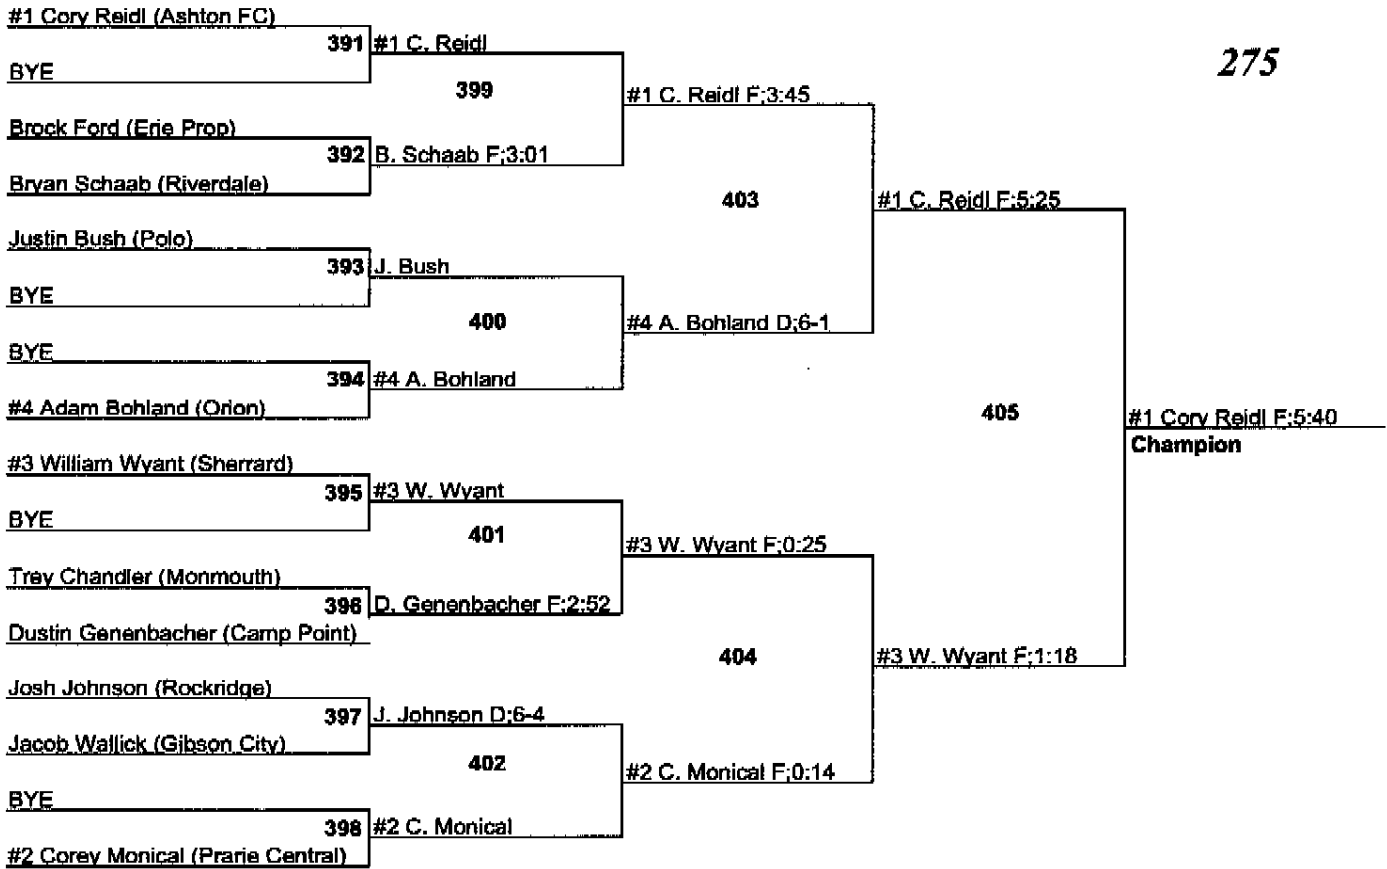 #1 Cory Reidl (Ashton FC)
391 #1 C. Reidl
275
BYE
399
#1 C. Reidl F;3:45
Brock Ford (Erie Prop)
392 B. Schaab F;3:01
Bryan Schaab (Riverdale)
403
#1 C. Reidl F;5:25
Justin Bush (Polo)
393 J. Bush
BYE
400
#4 A. Bohland D;6-1
BYE
394 #4 A. Bohland
#4 Adam Bohland (Orion)
405
#1 Cory Reidl F;5:40
Champion
#3 William Wyant (Sherrard)
395 #3 W. Wyant
BYE
401
#3 W. Wyant F;0:25
Trey Chandler (Monmouth)
396 D. Genenbacher F;2:52
Dustin Genenbacher (Camp Point)
404
#3 W. Wyant F;1:18
Josh Johnson (Rockridge)
397 J. Johnson D;6-4
Jacob Wallick (Gibson City)
402
#2 C. Monical F;0:14
BYE
398 #2 C. Monical
#2 Corey Monical (Prarie Central)